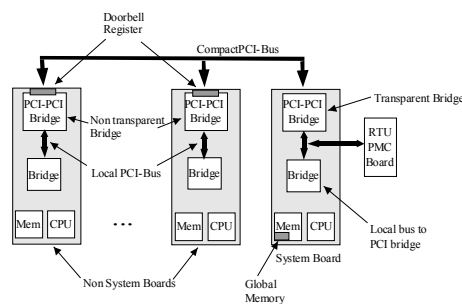 Doorbell
Register
CompactPCI-Bus
PCI-PCI
Bridge
PCI-PCI
Bridge
PCI-PCI
Bridge
Transparent Bridge
Non transparent
Bridge
RTU
PMC
Board
Local PCI-Bus
Bridge
Bridge
Bridge
Mem
CPU
...
Mem
CPU
Mem
CPU
Local bus to
PCI bridge
System Board
Non System Boards
Global
Memory